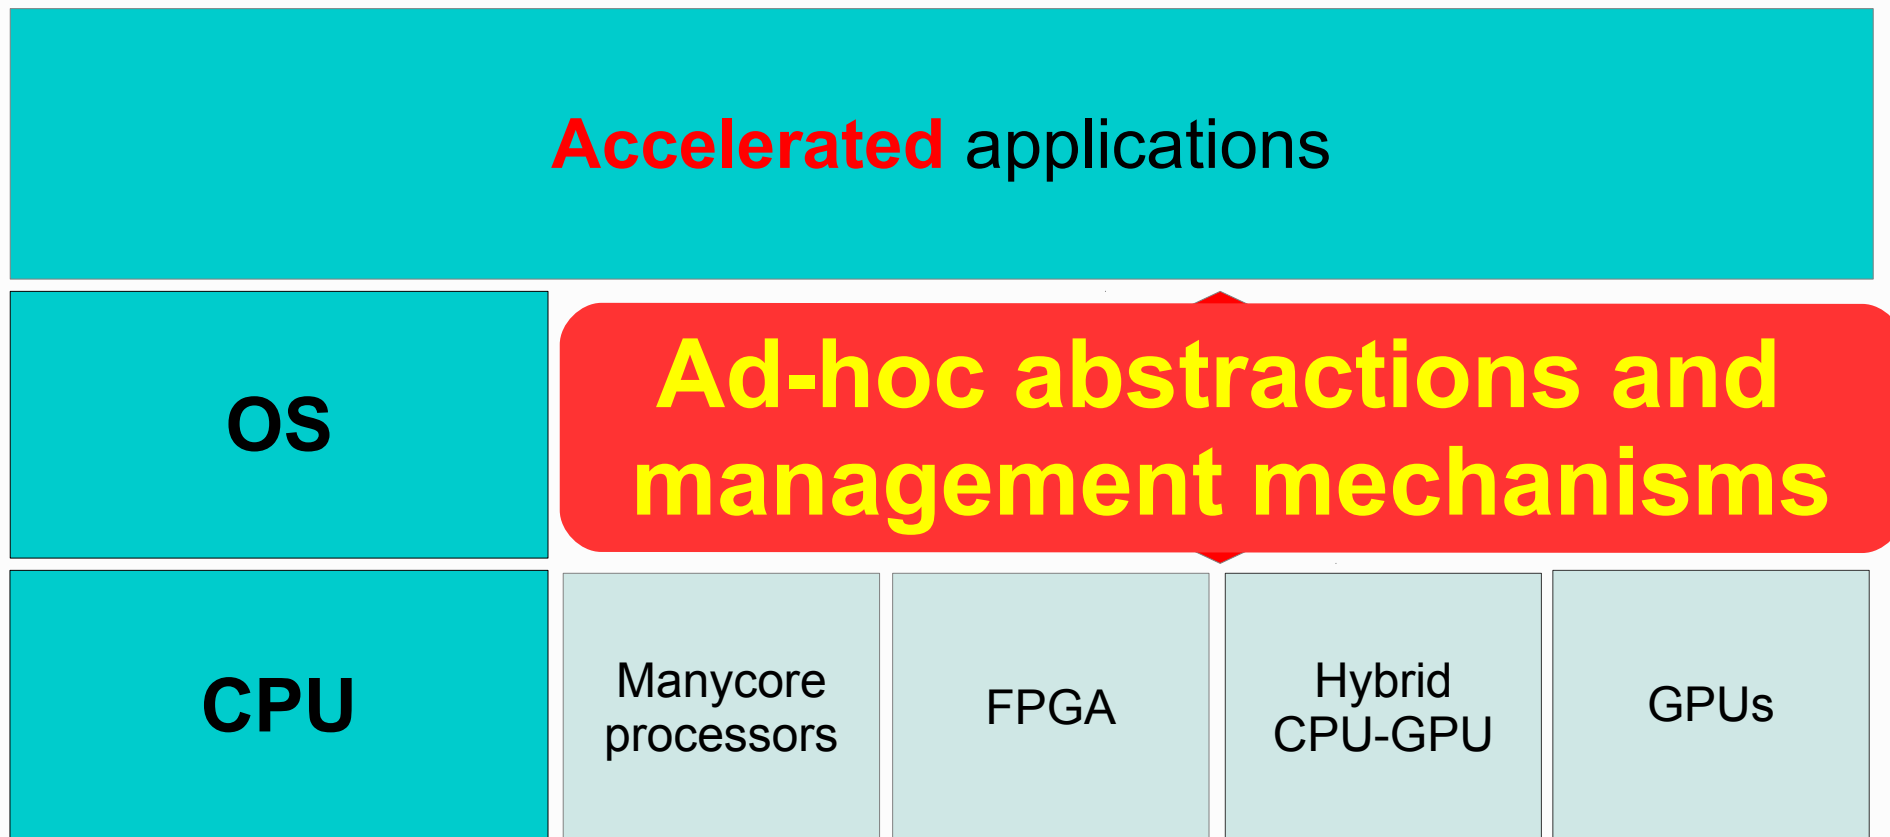 Accelerated applications
OS
Ad-hoc abstractions and
management mechanisms
CPU
Manycore
processors
FPGA
Hybrid
CPU-GPU
GPUs